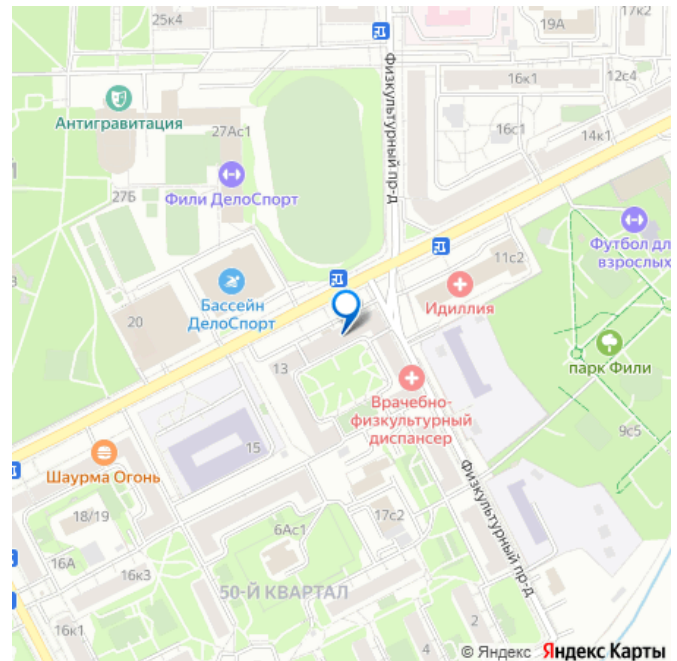 25к4
17к2
19А
Физкультурный пр-д
16к1
12с4
Антигравитация
27Ас1
16с1
14к1
27Б
Фили ДелоСпорт
Футбол дл
взрослых
11с2
Бассейн
ДелоСпорт
Идиллия
20
13
парк Фили
Врачебно-
физкультурный
диспансер
9с5
15
Шаурма Огонь
Физкультурный пр-д
18/19
17с2
6Ас1
16А
16к3
50-Й КВАРТАЛ
16к1
© Яндекс Яндекс Карты